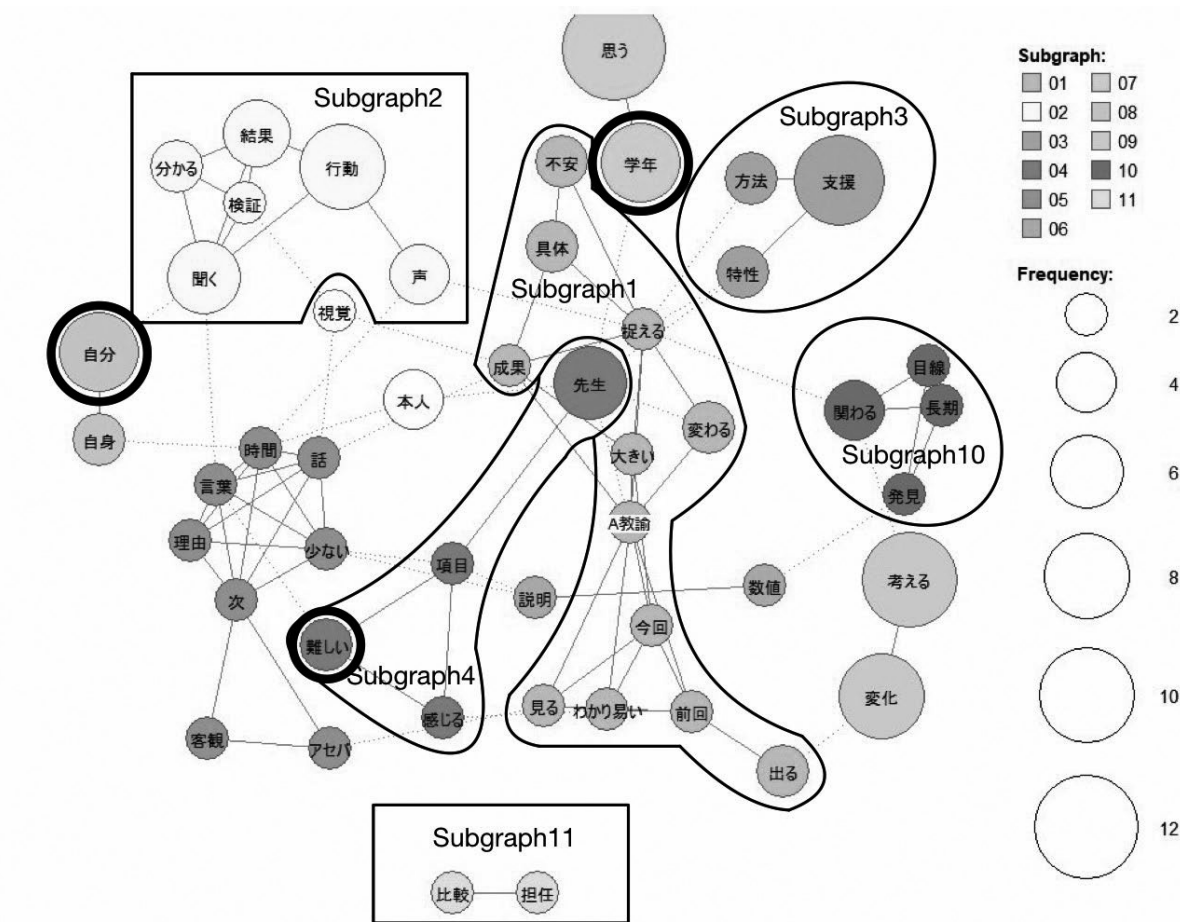 思う
Subgraph:
01
07
02
08
03
09
04
10
05
11
06
Subgraph2
Subgraph3
結果
行動
分かる
検証
聞く
声
視覚
不安
学年
方法
支援
具体
特性
Subgraph1
捉える
Frequency:
2
4
6
8
10
12
自分
自身
成果
先生
本人
変わる
大きい
目線
関わる
長期
Subgraph10
発見
時間
話
言葉
理由
少ない
次
A教諭
項目
説明
数値
考える
今回
変化
難しい
Subgraph4
感じる
見る
わかり易い
前回
出る
客観
アセバ
Subgraph11
比較
担任